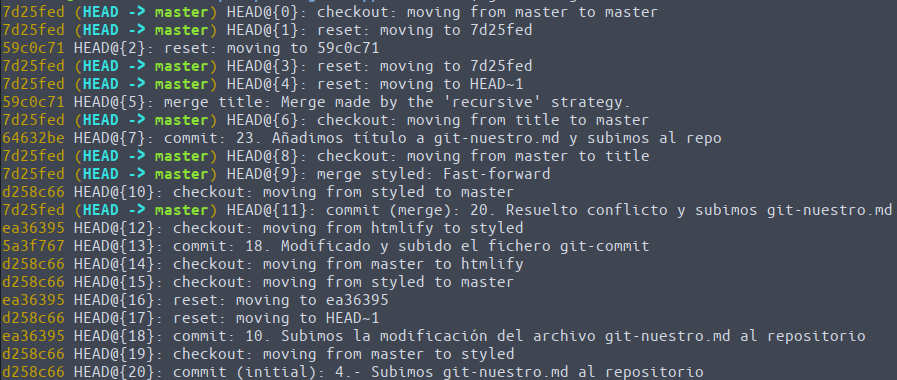 7d25fed (HEAD -> master) HEAD@{0}: checkout: moving from master to master
7d25fed (HEAD -> master) HEAD@{1}: reset: moving to 7d25fed
59c0c71 HEAD@{2}: reset: moving to 59c0c71
7d25fed (HEAD -> master) HEAD@{3}: reset: moving to 7d25fed
7d25fed (HEAD -> master) HEAD@{4}: reset: moving to HEAD~1
59c0c71 HEAD@{5}: merge title: Merge made by the 'recursive' strategy.
7d25fed (HEAD -> master) HEAD@{6}: checkout: moving from title to master
64632be HEAD@{7}: commit: 23. Añadimos título a git-nuestro.md y subimos al repo
7d25fed (HEAD -> master) HEAD@{8}: checkout: moving from master to title
7d25fed (HEAD -> master) HEAD@{9}: merge styled: Fast-forward
d258c66 HEAD@{10}: checkout: moving from styled to master
7d25fed (HEAD -> master) HEAD@{11}: commit (merge): 20. Resuelto conflicto y subimos git-nuestro.md
ea36395 HEAD@{12}: checkout: moving from htmlify to styled
5a3f767 HEAD@{13}: commit: 18. Modificado y subido el fichero git-commit
d258c66 HEAD@{14}: checkout: moving from master to htmlify
d258c66 HEAD@{15}: checkout: moving from styled to master
ea36395 HEAD@{16}: reset: moving to ea36395
d258c66 HEAD@{17}: reset: moving to HEAD~1
ea36395 HEAD@{18}: commit: 10. Subimos la modificación del archivo git-nuestro.md al repositorio
d258c66 HEAD@{19}: checkout: moving from master to styled
d258c66 HEAD@{20}: commit (initial): 4.- Subimos git-nuestro.md al repositorio